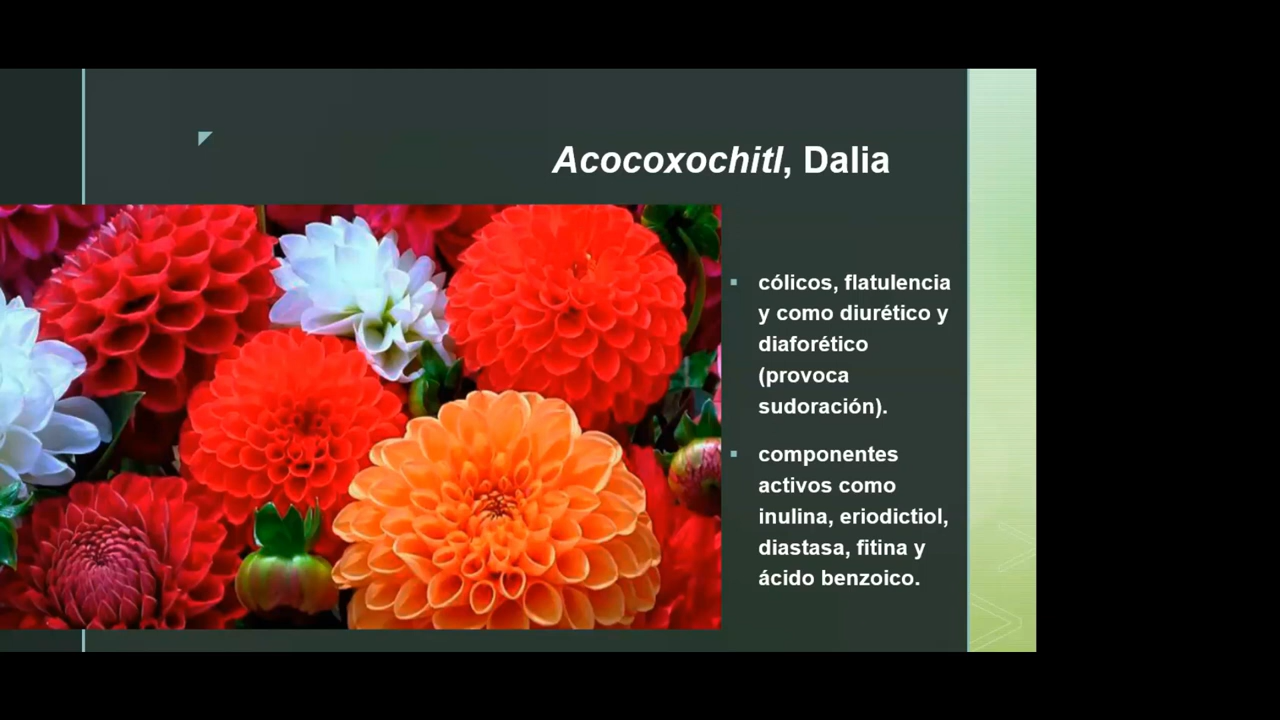 Acocoxochitl, Dalia
cólicos, flatulencia
y como diurético y
diaforético
(provoca
sudoración).
componentes
activos como
inulina, eriodictiol,
diastasa, fitina y
ácido benzoico.